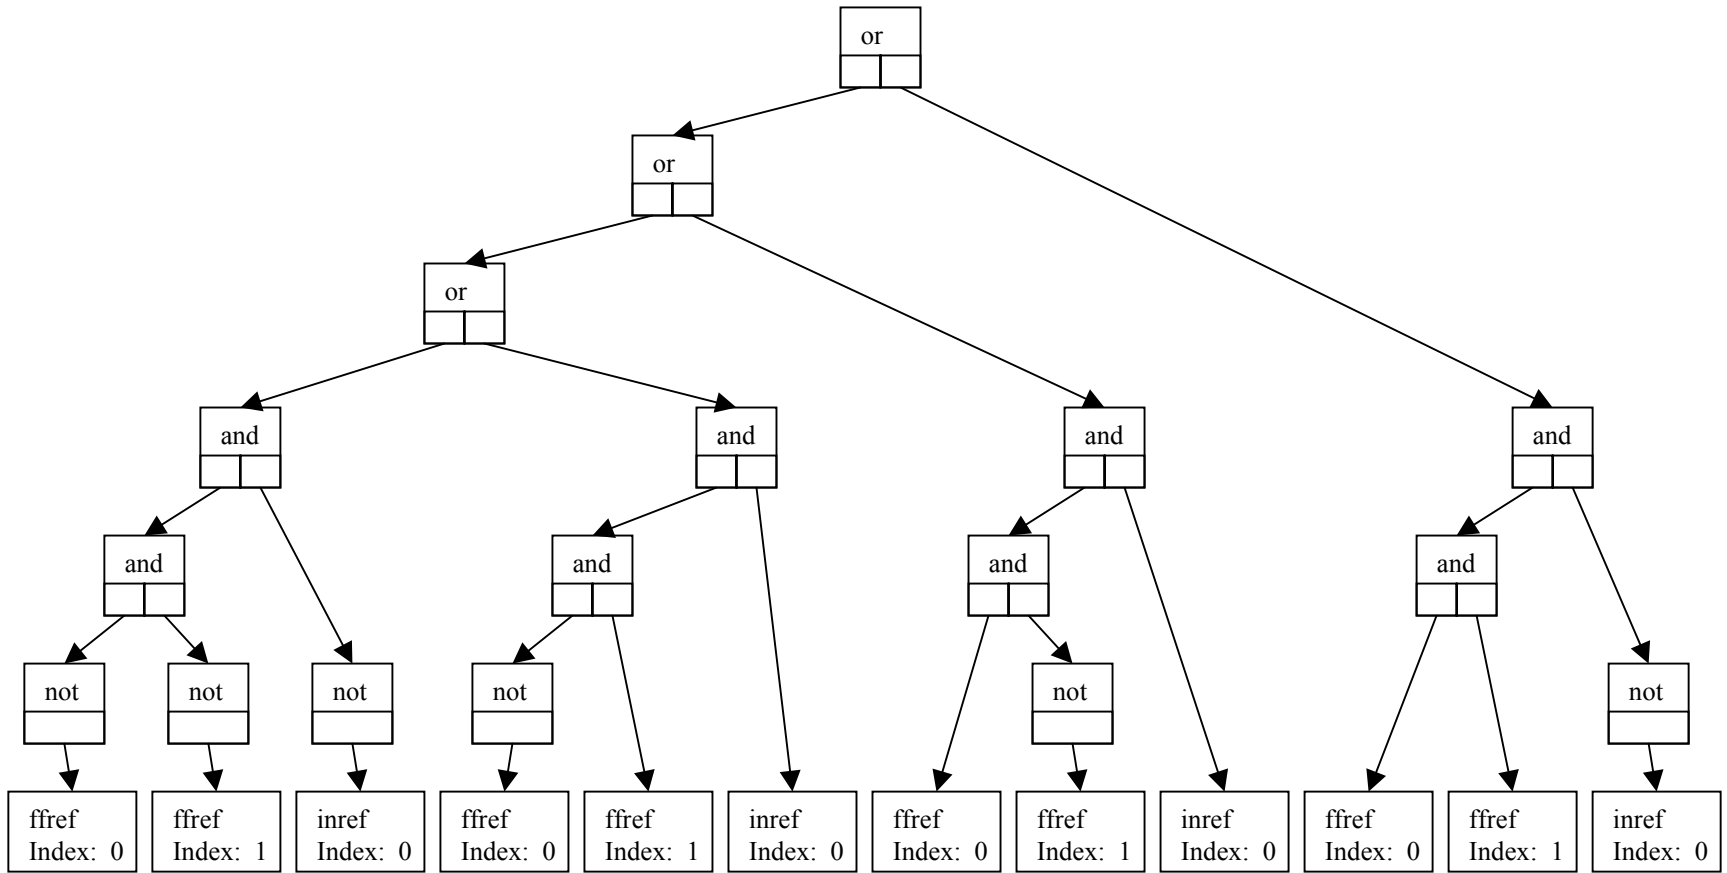 or
or
or
and
and
and
and
and
and
and
and
not
not
not
not
not
not
ffref
Index: 0
ffref
Index: 1
inref
Index: 0
ffref
Index: 0
ffref
Index: 1
inref
Index: 0
ffref
Index: 0
ffref
Index: 1
inref
Index: 0
ffref
Index: 0
ffref
Index: 1
inref
Index: 0